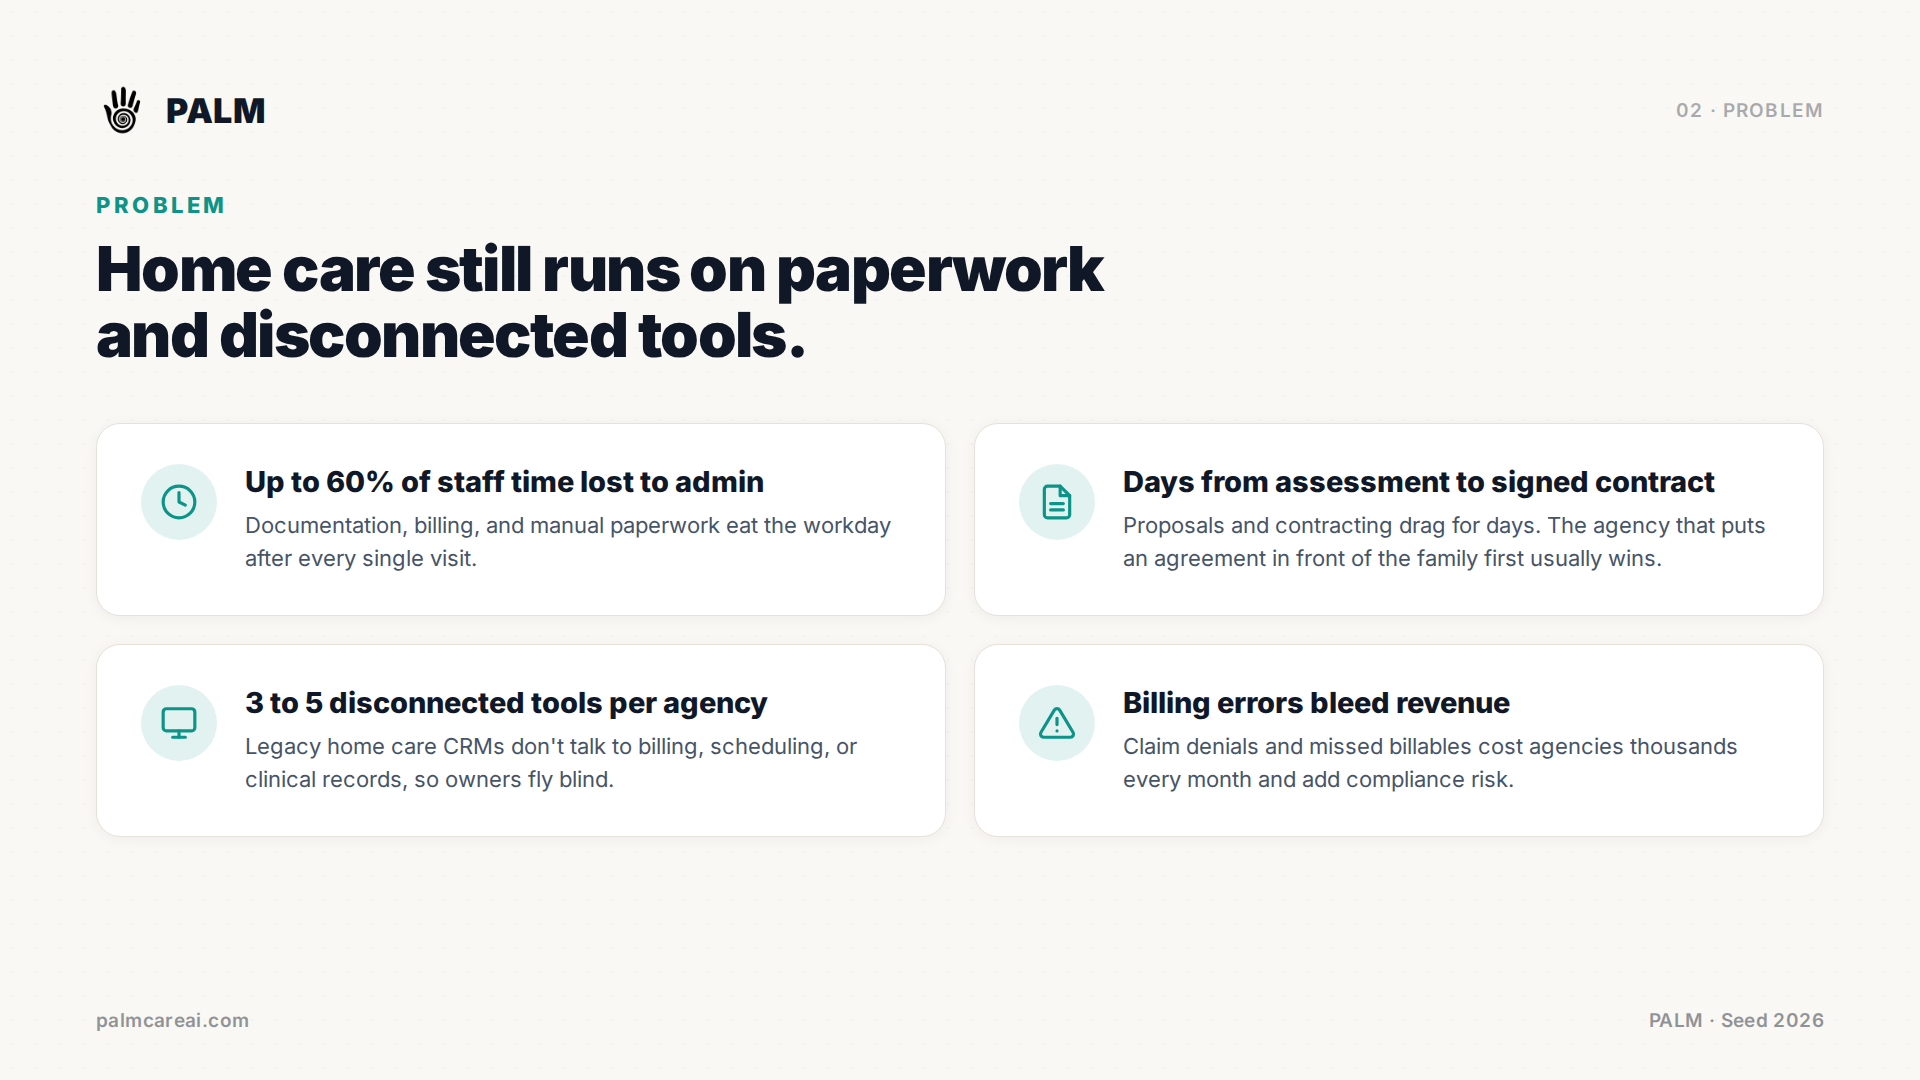 PALM
02 · PROBLEM
PROBLEM
Home care still runs on paperwork
and disconnected tools.
Up to 60% of staff time lost to admin
Documentation, billing, and manual paperwork eat the workday
after every single visit.
Days from assessment to signed contract
Proposals and contracting drag for days. The agency that puts
an agreement in front of the family first usually wins.
3 to 5 disconnected tools per agency
Legacy home care CRMs don't talk to billing, scheduling, or
clinical records, so owners fly blind.
Billing errors bleed revenue
Claim denials and missed billables cost agencies thousands
every month and add compliance risk.
palmcareai.com
PALM · Seed 2026